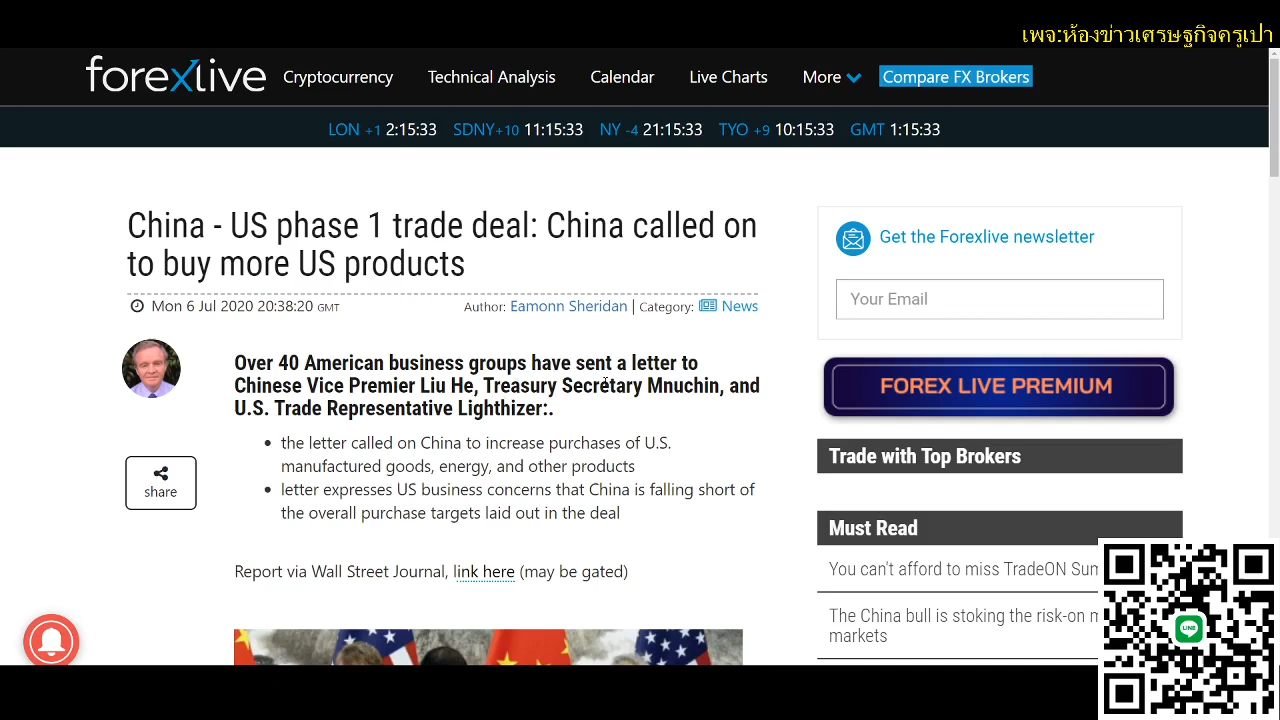 เพจ:ห้องข่าวเศรษฐกิจครูเปา
forexlive Cryptocurrency Technical Analysis Calendar Live Charts More Compare FX Brokers
LON +1 2:15:33 SDNY+10 11:15:33 NY -4 21:15:33 TYO +9 10:15:33 GMT 1:15:33
China - US phase 1 trade deal: China called on
to buy more US products
Mon 6 Jul 2020 20:38:20 GMT Author: Eamonn Sheridan | Category: News
Over 40 American business groups have sent a letter to
Chinese Vice Premier Liu He, Treasury Secretary Mnuchin, and
U.S. Trade Representative Lighthizer:.
the letter called on China to increase purchases of U.S.
manufactured goods, energy, and other products
letter expresses US business concerns that China is falling short of
the overall purchase targets laid out in the deal
share
Report via Wall Street Journal, link here (may be gated)
Get the Forexlive newsletter
Your Email
FOREX LIVE PREMIUM
Trade with Top Brokers
Must Read
You can't afford to miss TradeON
The China bull is stoking the risk-on
markets
LINE